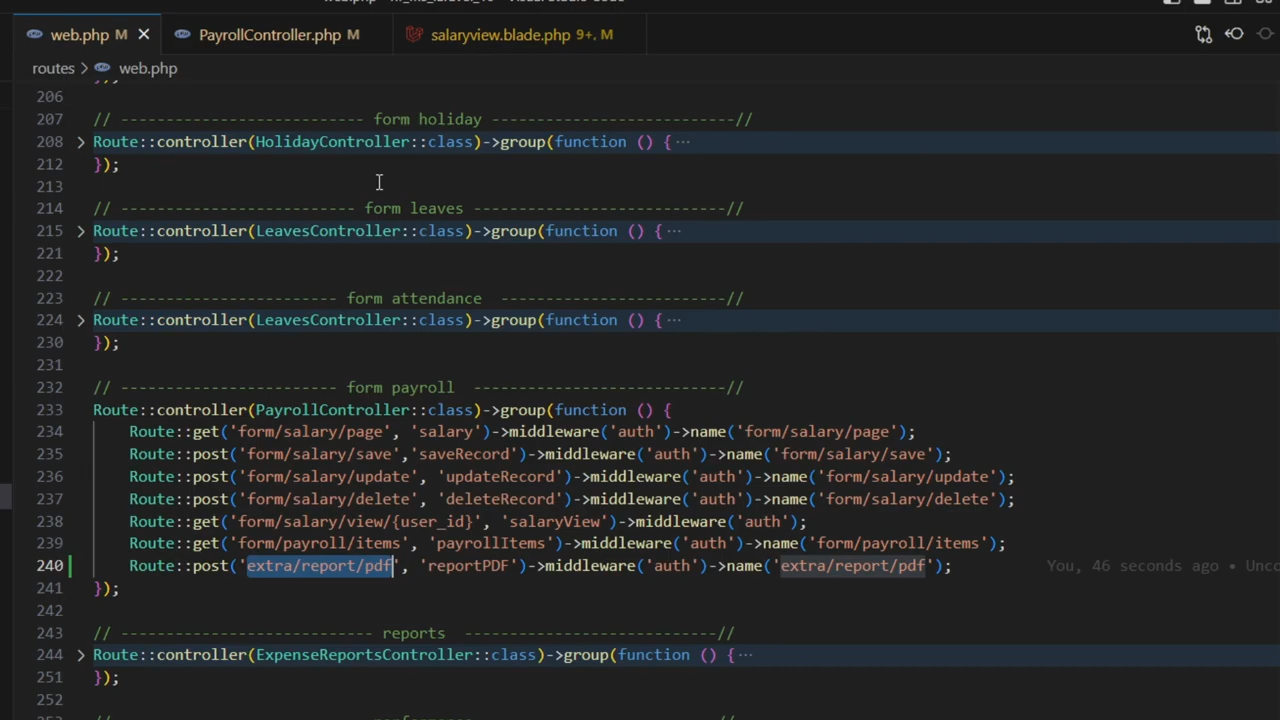 web.php M PayrollController.php M salaryview.blade.php 9+, M
routes > web.php
206
207 // --------------------------- form holiday ---------------------------//
208 Route::controller(HolidayController::class)->group(function () {···
212 });
213
214 // -------------------------- form leaves ----------------------------//
215 Route::controller(LeavesController::class)->group(function () {···
221 });
222
223 // ------------------------ form attendance -------------------------//
224 Route::controller(LeavesController::class)->group(function () {···
230 });
231
232 // ------------------------ form payroll ----------------------------//
233 Route::controller(PayrollController::class)->group(function () {
234 Route::get('form/salary/page', 'salary')->middleware('auth')->name('form/salary/page');
235 Route::post('form/salary/save','saveRecord')->middleware('auth')->name('form/salary/save');
236 Route::post('form/salary/update', 'updateRecord')->middleware('auth')->name('form/salary/update');
237 Route::post('form/salary/delete', 'deleteRecord')->middleware('auth')->name('form/salary/delete');
238 Route::get('form/salary/view/{user_id}', 'salaryView')->middleware('auth');
239 Route::get('form/payroll/items', 'payrollItems')->middleware('auth')->name('form/payroll/items');
240 Route::post('extra/report/pdf', 'reportPDF')->middleware('auth')->name('extra/report/pdf'); You, 46 seconds ago •
241 });
242
243 // ---------------------------- reports ----------------------------//
244 Route::controller(ExpenseReportsController::class)->group(function () {···
251 });
252